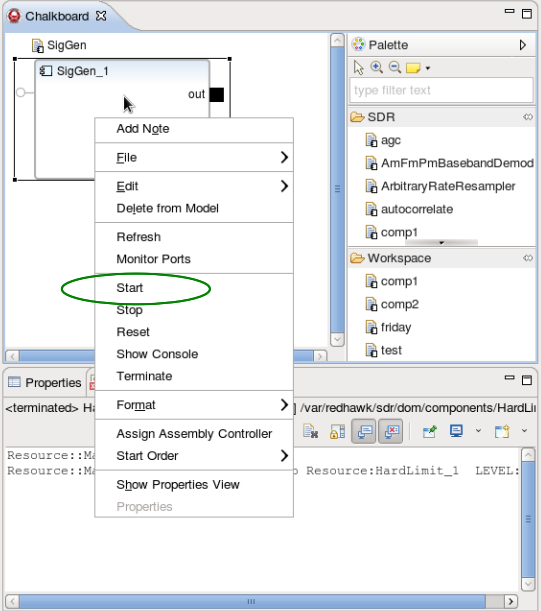 Chalkboard
SigGen
SigGen_1
out
Add Note
File
Edit
Delete from Model
Refresh
Monitor Ports
Start
Stop
Reset
Show Console
Terminate
Format
Assign Assembly Controller
Start Order
Show Properties View
Properties
Palette
type filter text
SDR
agc
AmFmPmBasebandDemod
ArbitraryRateResampler
autocorrelate
comp1
Workspace
comp1
comp2
friday
test
Properties
<terminated> Ha ] /var/redhawk/sdr/dom/components/HardLi
Resource::Ma
Resource::Ma o Resource:HardLimit_1 LEVEL: